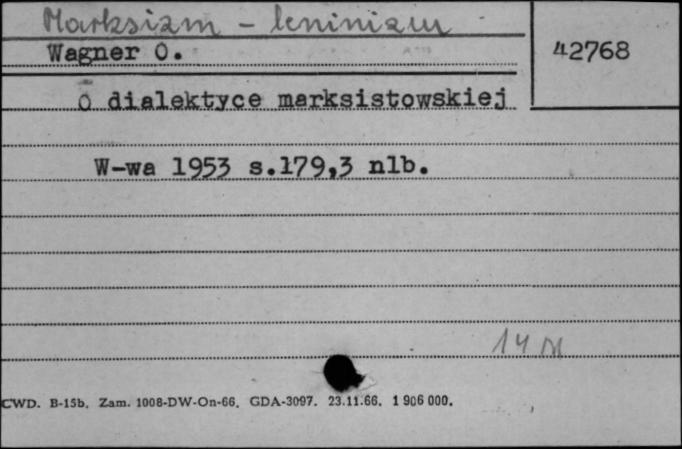 Marksizm - leninizm
Wagner O.
42768
O dialektyce marksistowskiej
W-wa 1953 s.179,3 nlb.
14
CWD. B-15b. Zam. 1008-DW-On-66. GDA-3097. 23.11.66. 1 906 000.